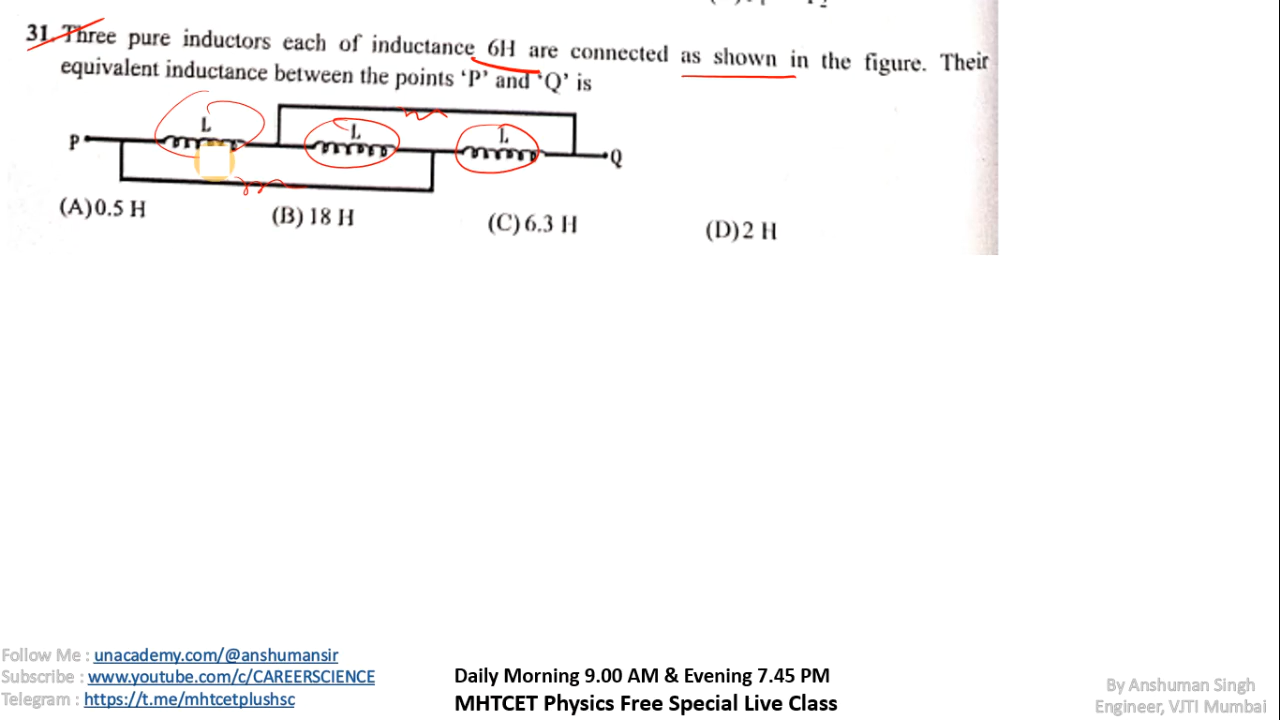 31. Three pure inductors each of inductance 6H are connected as shown in the figure. Their
equivalent inductance between the points ‘P’ and ‘Q’ is
L
L
L
P
Q
(A) 0.5 H
(B) 18 H
(C) 6.3 H
(D) 2 H
Follow Me : unacademy.com/@anshumansir
Subscribe : www.youtube.com/c/CAREERSCIENCE
Telegram : https://t.me/mhtcetplushsc
Daily Morning 9.00 AM & Evening 7.45 PM
MHTCET Physics Free Special Live Class
By Anshuman Singh
Engineer, VJTI Mumbai